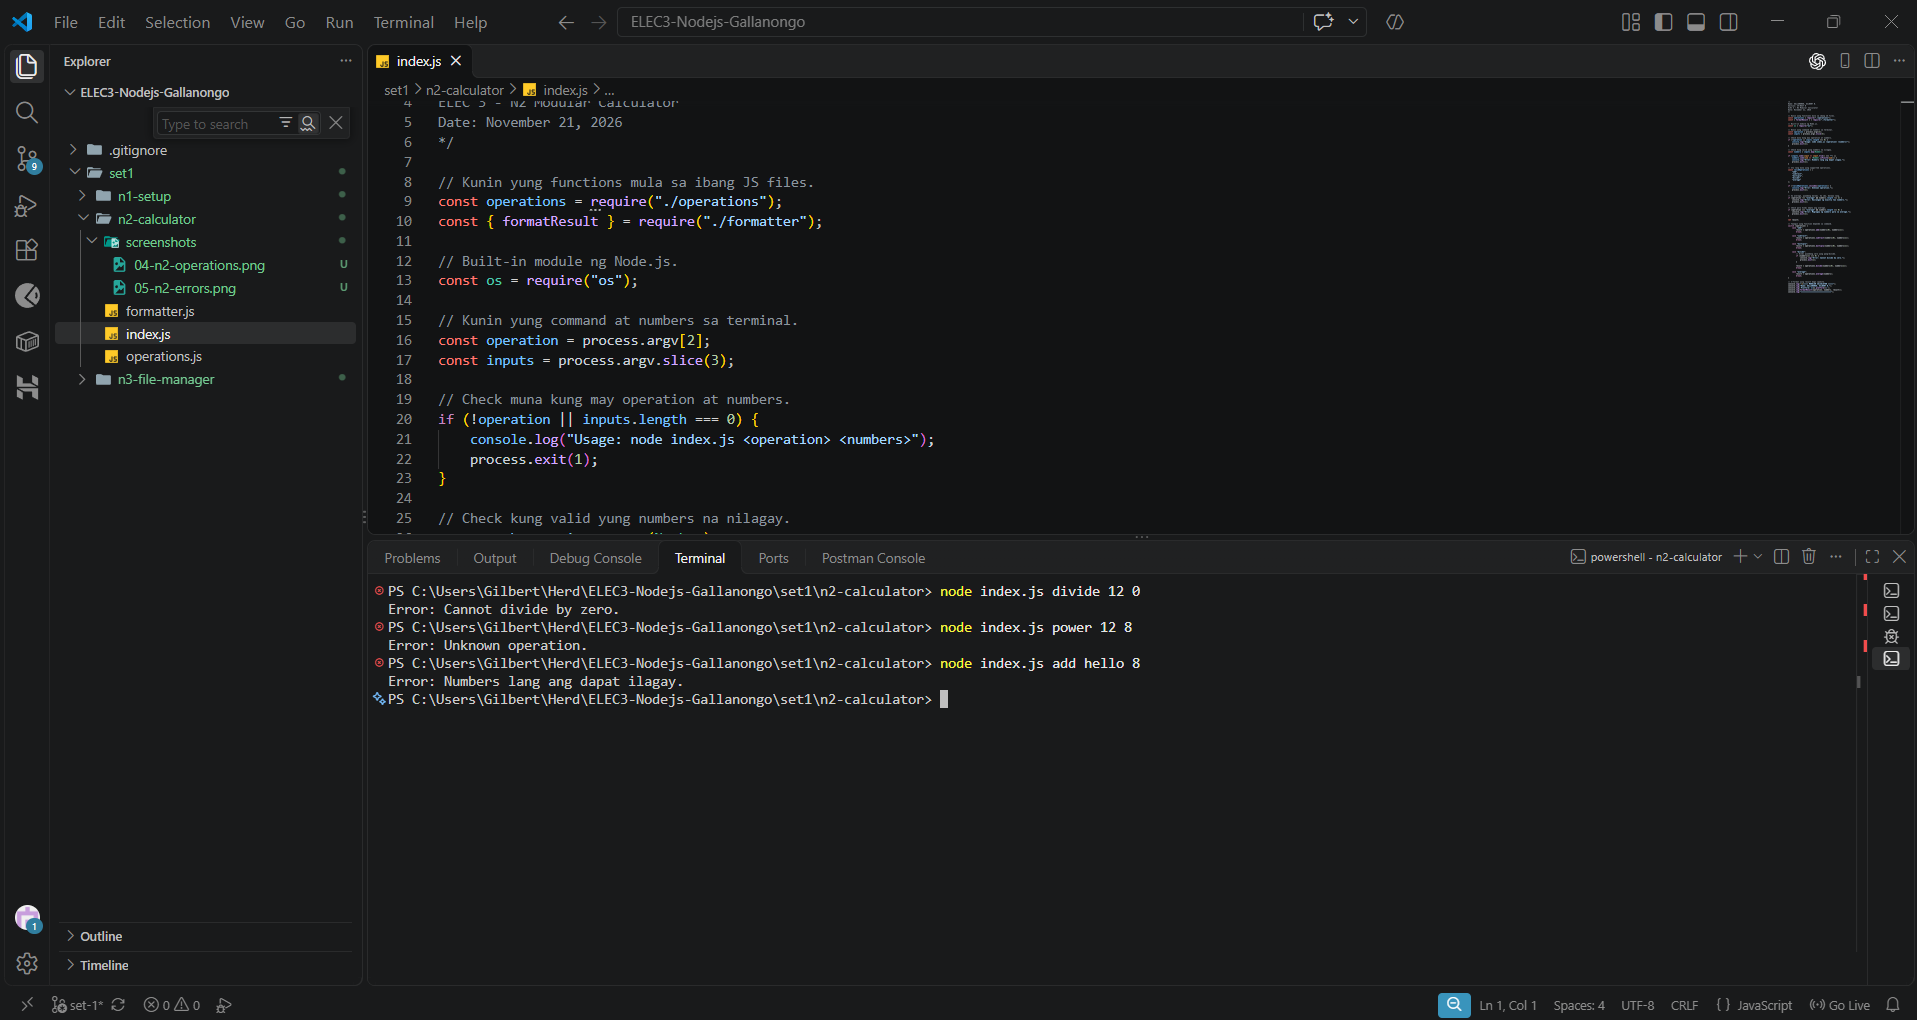 File Edit Selection View Go Run Terminal Help
ELEC3-Nodejs-Gallanongo
Explorer
ELEC3-Nodejs-Gallanongo
Type to search
.gitignore
set1
n1-setup
n2-calculator
screenshots
04-n2-operations.png U
05-n2-errors.png U
formatter.js
index.js
operations.js
n3-file-manager
Outline
Timeline
9
1
index.js
set1 > n2-calculator > index.js > ...
4 ELEC 3 - N2 Modular Calculator
5 Date: November 21, 2026
6 */
7
8 // Kunin yung functions mula sa ibang JS files.
9 const operations = require("./operations");
10 const { formatResult } = require("./formatter");
11
12 // Built-in module ng Node.js.
13 const os = require("os");
14
15 // Kunin yung command at numbers sa terminal.
16 const operation = process.argv[2];
17 const inputs = process.argv.slice(3);
18
19 // Check muna kung may operation at numbers.
20 if (!operation || inputs.length === 0) {
21 console.log("Usage: node index.js <operation> <numbers>");
22 process.exit(1);
23 }
24
25 // Check kung valid yung numbers na nilagay.
Problems Output Debug Console Terminal Ports Postman Console
powershell - n2-calculator
PS C:\Users\Gilbert\Herd\ELEC3-Nodejs-Gallanongo\set1\n2-calculator> node index.js divide 12 0
Error: Cannot divide by zero.
PS C:\Users\Gilbert\Herd\ELEC3-Nodejs-Gallanongo\set1\n2-calculator> node index.js power 12 8
Error: Unknown operation.
PS C:\Users\Gilbert\Herd\ELEC3-Nodejs-Gallanongo\set1\n2-calculator> node index.js add hello 8
Error: Numbers lang ang dapat ilagay.
PS C:\Users\Gilbert\Herd\ELEC3-Nodejs-Gallanongo\set1\n2-calculator>
set-1* 0 0
Ln 1, Col 1 Spaces: 4 UTF-8 CRLF {} JavaScript Go Live